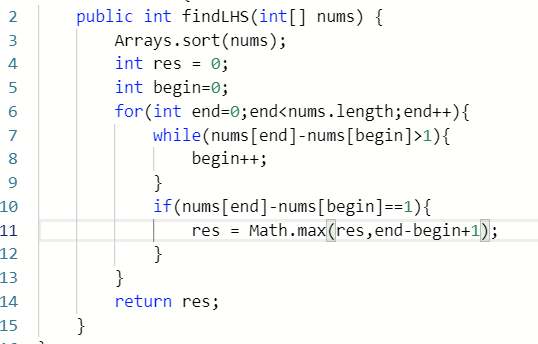 2 public int findLHS(int[] nums) {
3 Arrays.sort(nums);
4 int res = 0;
5 int begin=0;
6 for(int end=0;end<nums.length;end++){
7 while(nums[end]-nums[begin]>1){
8 begin++;
9 }
10 if(nums[end]-nums[begin]==1){
11 res = Math.max(res,end-begin+1);
12 }
13 }
14 return res;
15 }